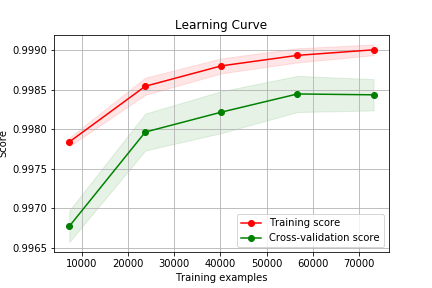 Learning Curve
0.9990
0.9985
0.9980
0.9975
0.9970
0.9965
Score
10000 20000 30000 40000 50000 60000 70000
Training examples
Training score
Cross-validation score